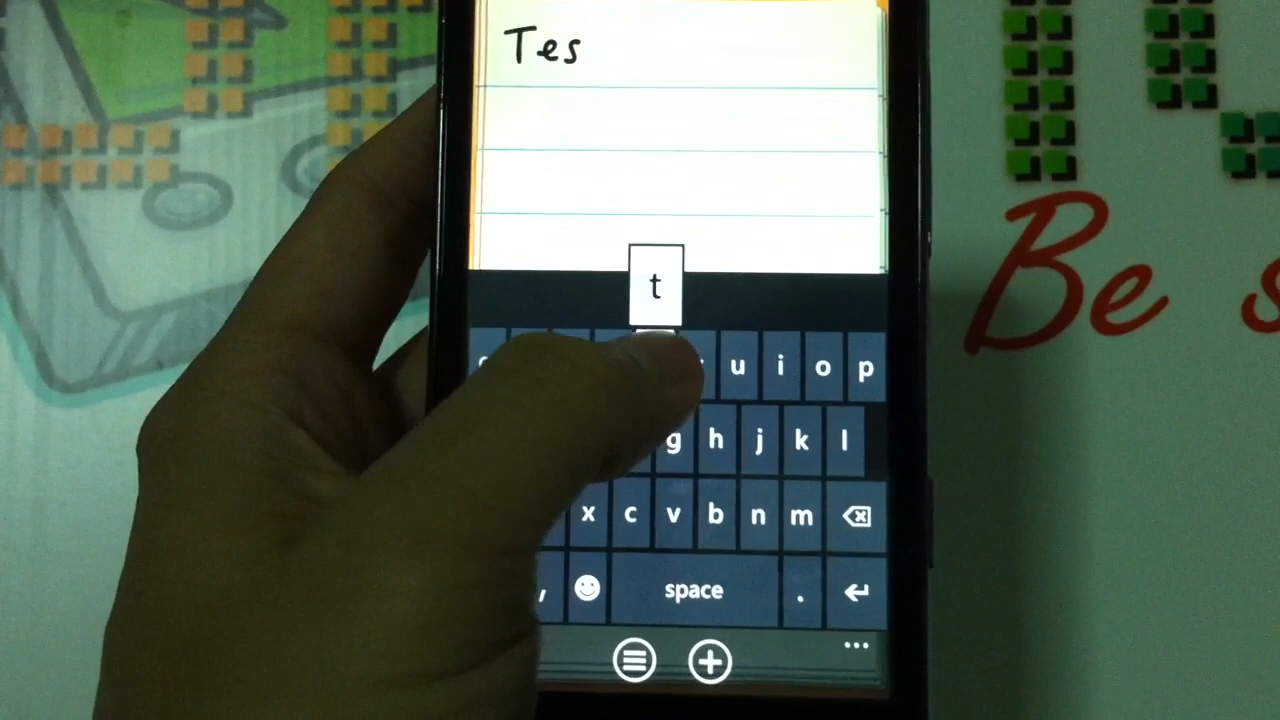 Tes
t
u i o p
g h j k l
x c v b n m
, space .
Be